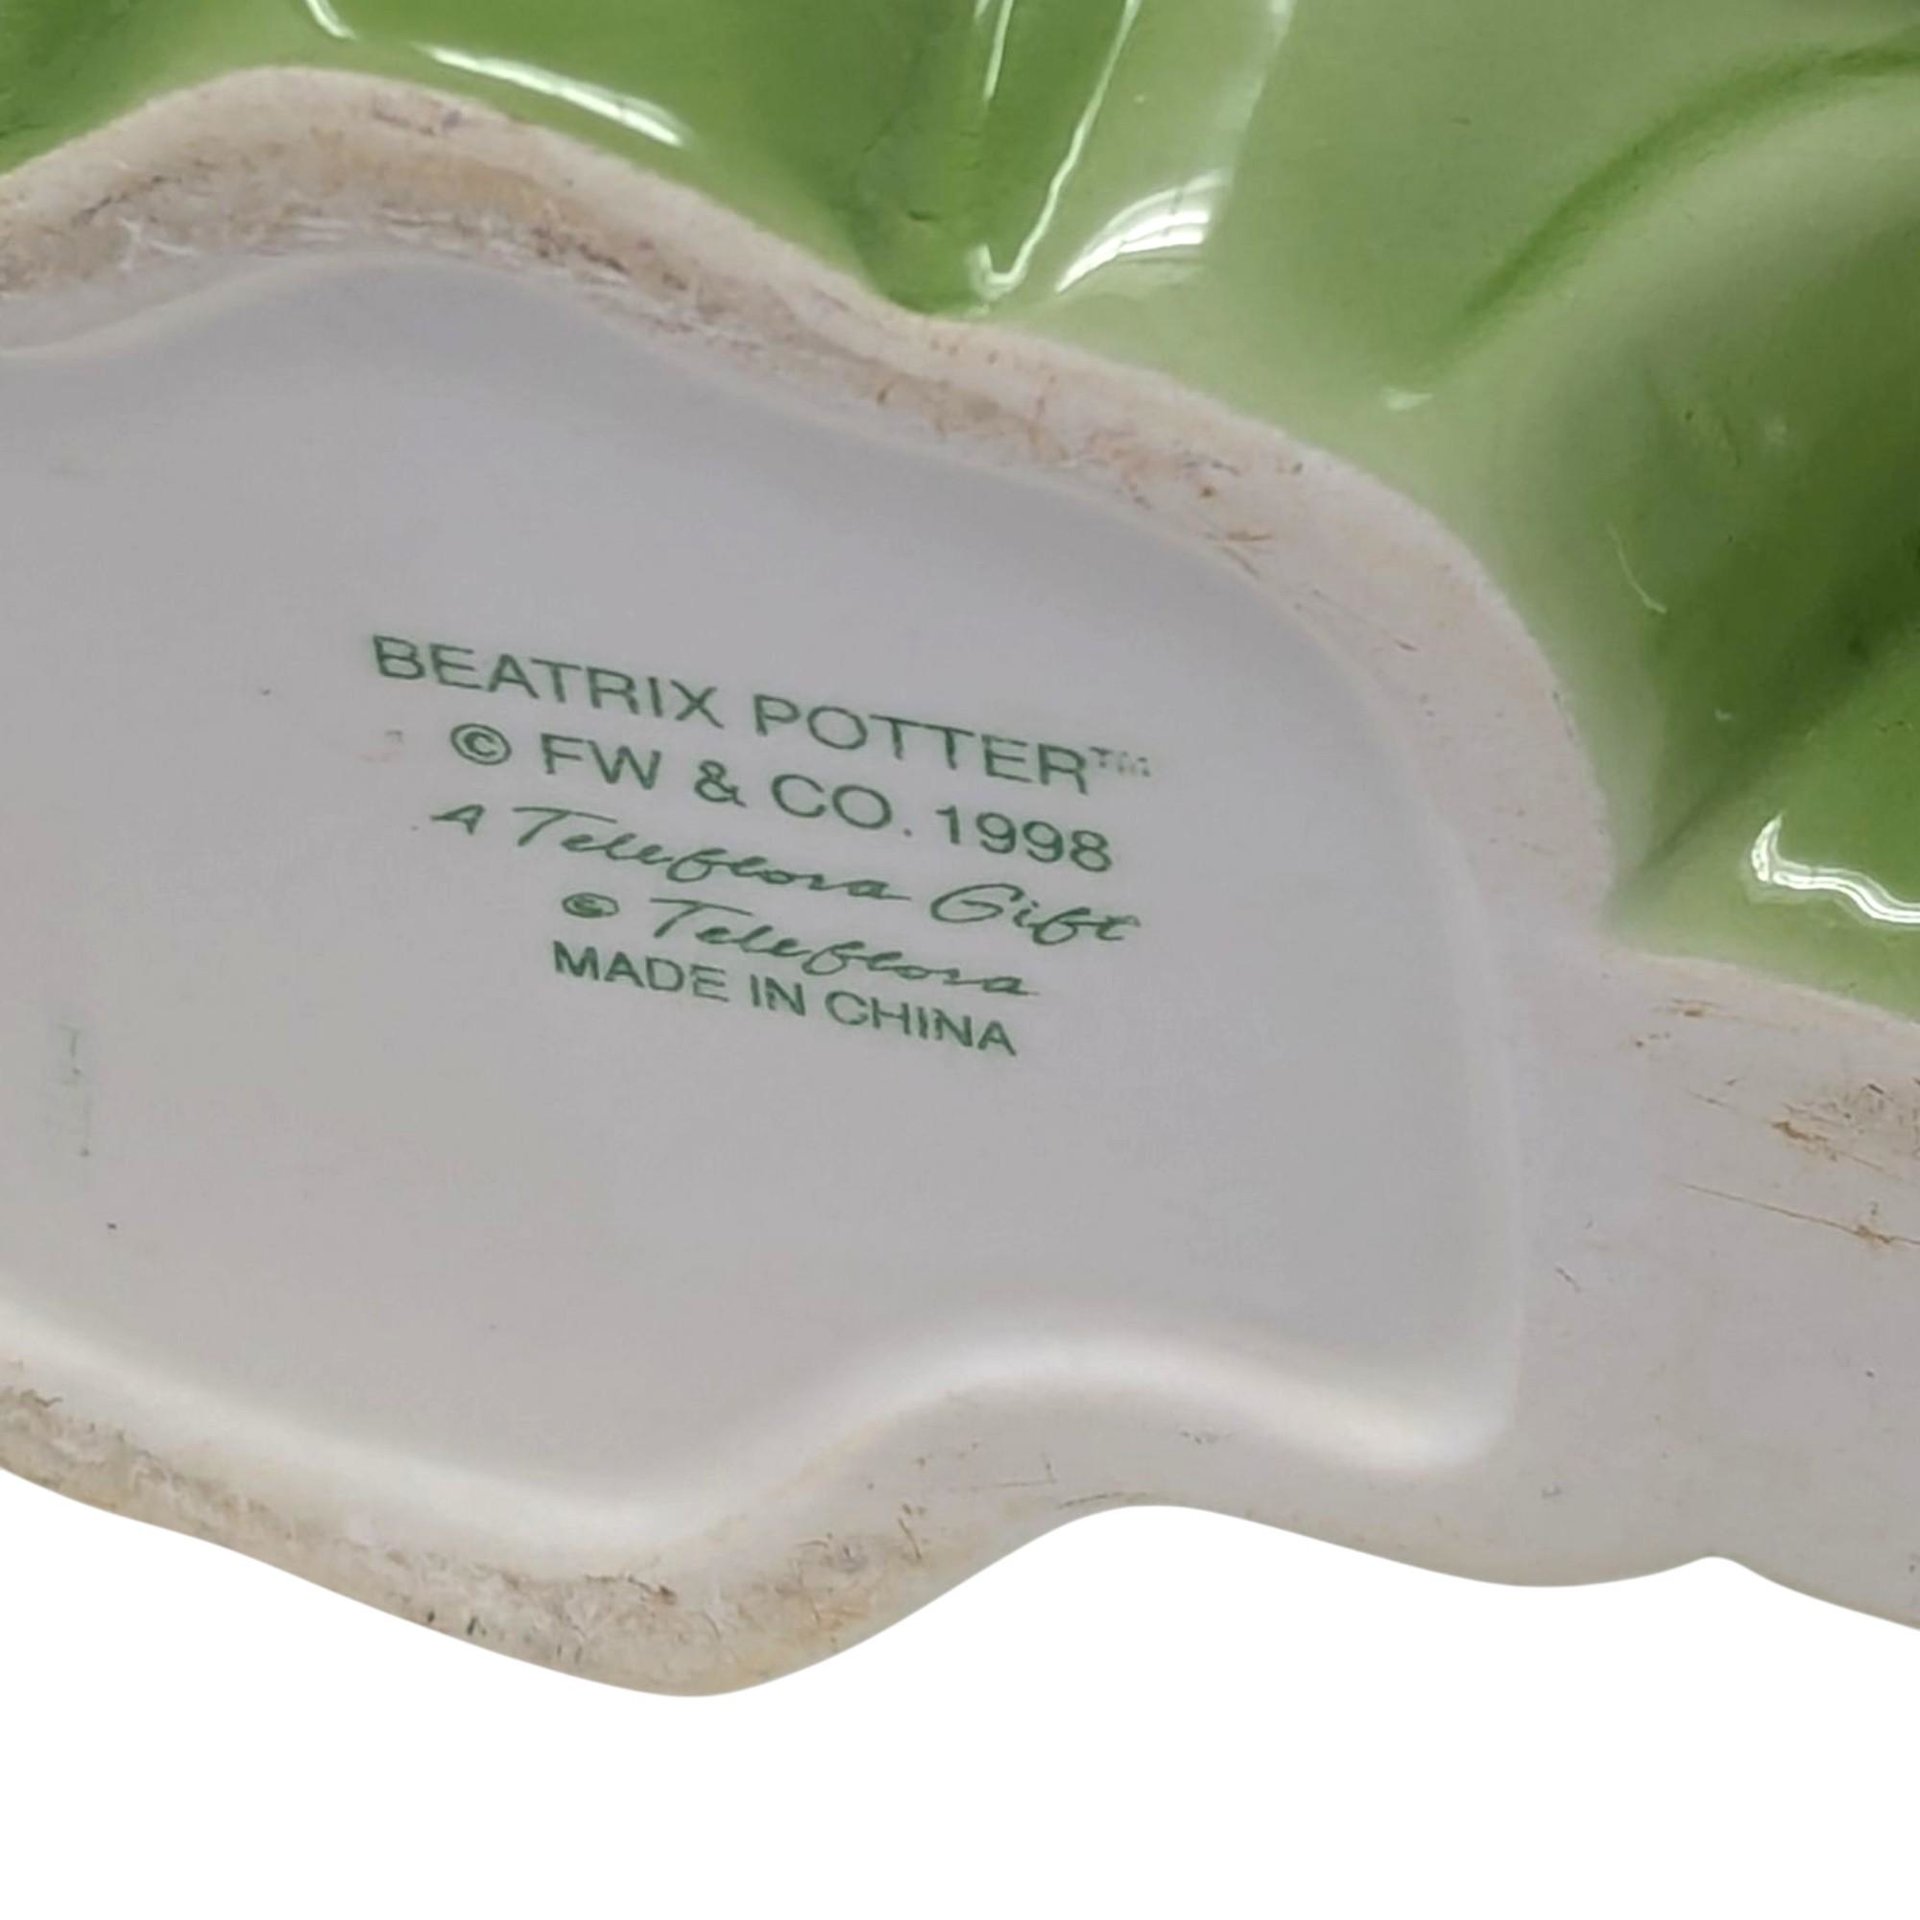 BEATRIX POTTER™
© FW & CO. 1998
A Teleflora Gift
© Teleflora
MADE IN CHINA